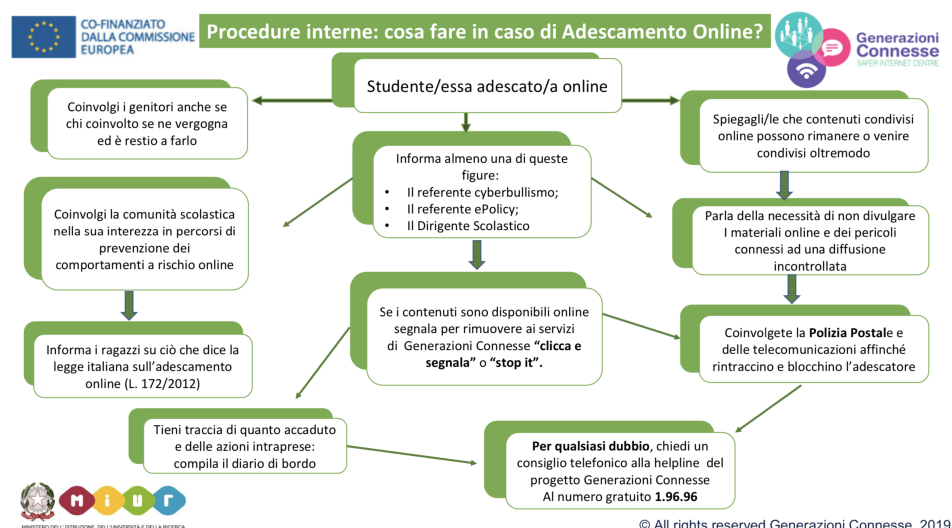 CO-FINANZIATO
DALLA COMMISSIONE
EUROPEA
Procedure interne: cosa fare in caso di Adescamento Online?
Generazioni
Connesse
SAFER INTERNET CENTRE
Studente/essa adescato/a online
Coinvolgi i genitori anche se
chi coinvolto se ne vergogna
ed è restio a farlo
Informa almeno una di queste
figure:
• Il referente cyberbullismo;
• Il referente ePolicy;
• Il Dirigente Scolastico
Spiegagli/le che contenuti condivisi
online possono rimanere o venire
condivisi oltremodo
Coinvolgi la comunità scolastica
nella sua interezza in percorsi di
prevenzione dei
comportamenti a rischio online
Parla della necessità di non divulgare
I materiali online e dei pericoli
connessi ad una diffusione
incontrollata
Se i contenuti sono disponibili online
segnala per rimuovere ai servizi
di Generazioni Connesse “clicca e
segnala” o “stop it”.
Informa i ragazzi su ciò che dice la
legge italiana sull’adescamento
online (L. 172/2012)
Coinvolgete la Polizia Postale e
delle telecomunicazioni affinché
rintraccino e blocchino l’adescatore
Tieni traccia di quanto accaduto
e delle azioni intraprese:
compila il diario di bordo
Per qualsiasi dubbio, chiedi un
consiglio telefonico alla helpline del
progetto Generazioni Connesse
Al numero gratuito 1.96.96
miur
MINISTERO DELL'ISTRUZIONE, DELL'UNIVERSITÀ E DELLA RICERCA
© All rights reserved Generazioni Connesse, 2019